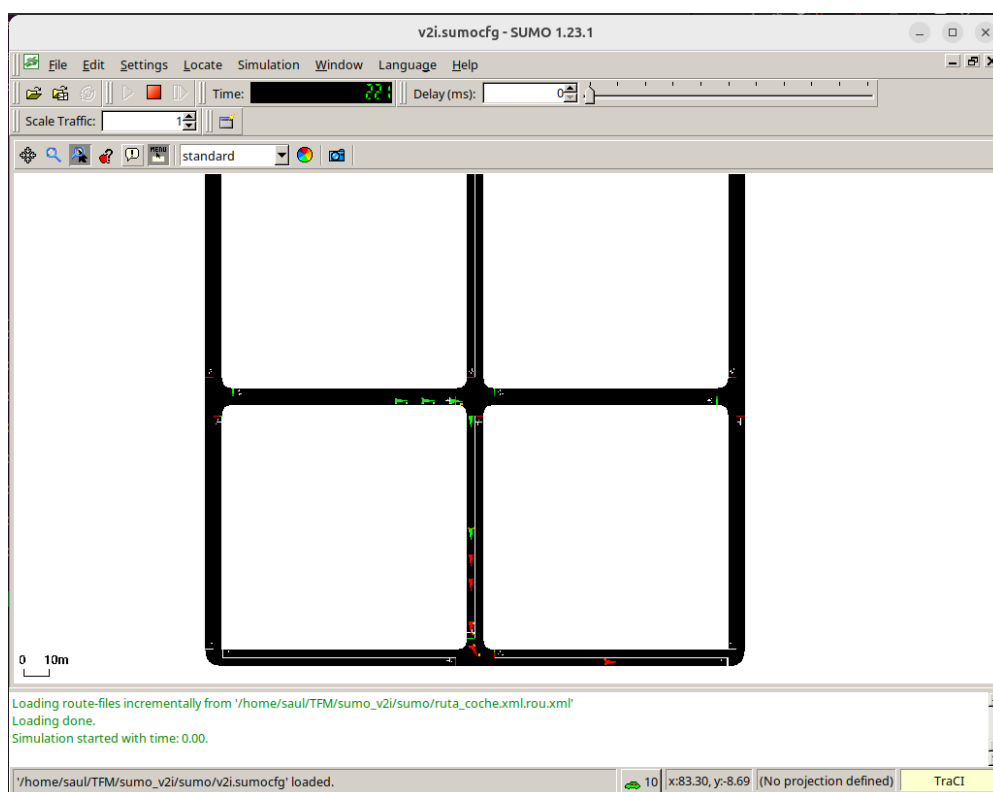 v2i.sumocfg - SUMO 1.23.1
File Edit Settings Locate Simulation Window Language Help
Time: 221 Delay (ms): 0
Scale Traffic: 1
MENU standard
0 10m
Loading route-files incrementally from '/home/saul/TFM/sumo_v2i/sumo/ruta_coche.xml.rou.xml'
Loading done.
Simulation started with time: 0.00.
'/home/saul/TFM/sumo_v2i/sumo/v2i.sumocfg' loaded. 10 x:83.30, y:-8.69 (No projection defined) TraCI